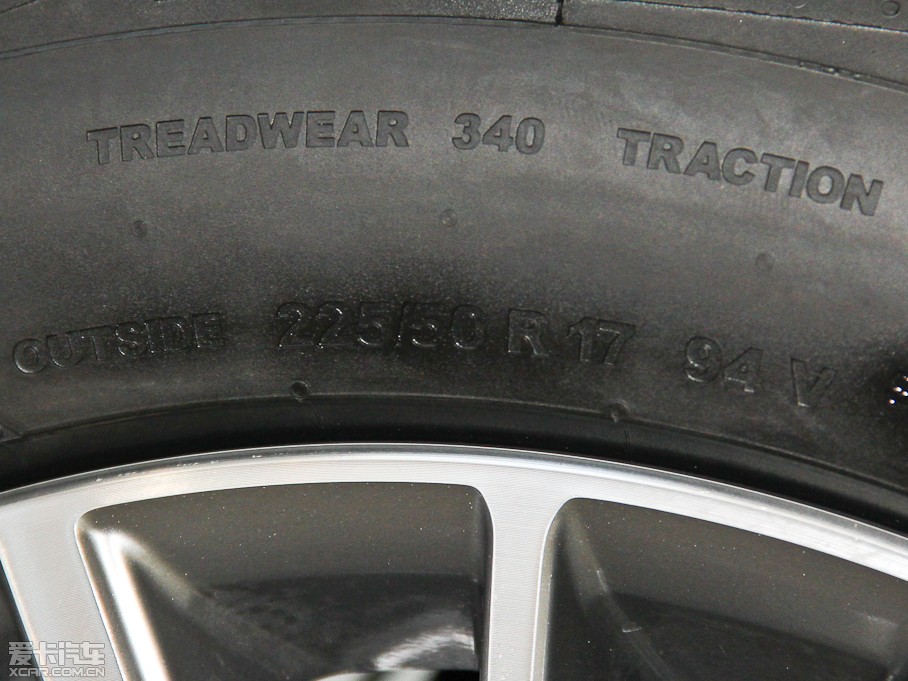 TREADWEAR 340 TRACTION
OUTSIDE 225/50 R 17 94 V
爱卡汽车
XCAR.COM.CN